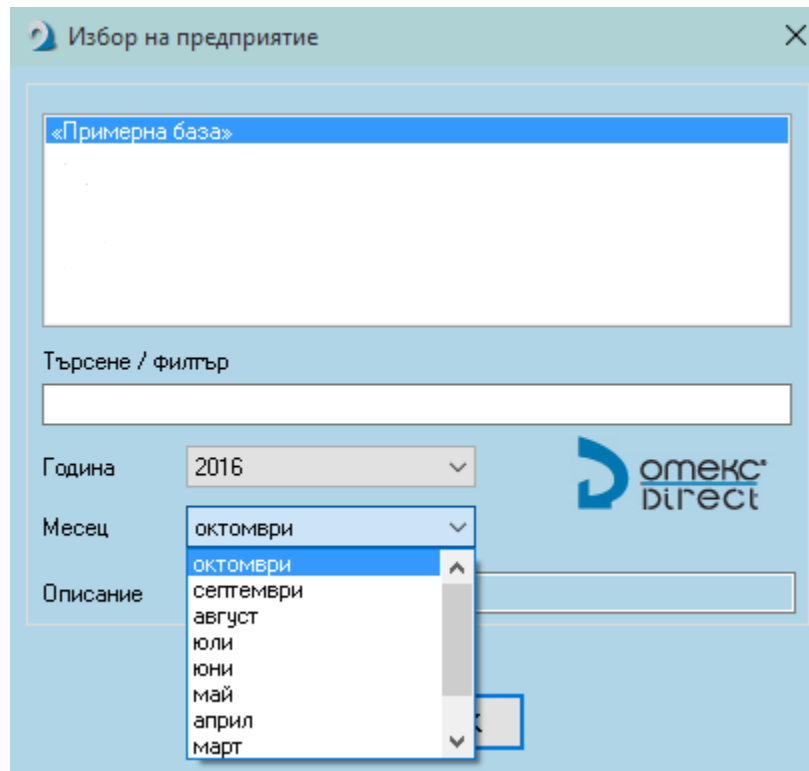 Избор на предприятие
«Примерна база»
Търсене / филтър
Година 2016
омекс
Direct
Месец октомври
октомври
септември
Описание
август
юли
юни
май
април
март